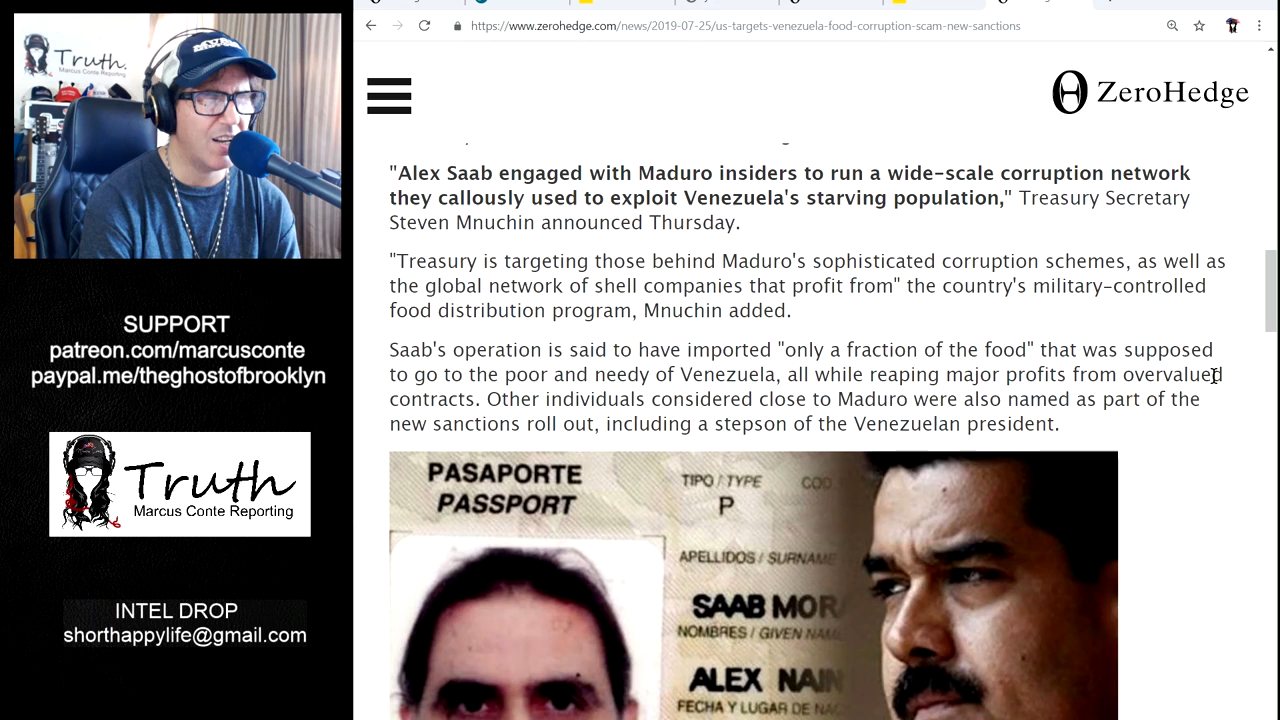 https://www.zerohedge.com/news/2019-07-25/us-targets-venezuela-food-corruption-scam-new-sanctions
Truth.
Marcus Conte Reporting
ZeroHedge
"Alex Saab engaged with Maduro insiders to run a wide-scale corruption network
they callously used to exploit Venezuela's starving population," Treasury Secretary
Steven Mnuchin announced Thursday.
"Treasury is targeting those behind Maduro's sophisticated corruption schemes, as well as
the global network of shell companies that profit from" the country's military-controlled
food distribution program, Mnuchin added.
Saab's operation is said to have imported "only a fraction of the food" that was supposed
to go to the poor and needy of Venezuela, all while reaping major profits from overvalued
contracts. Other individuals considered close to Maduro were also named as part of the
new sanctions roll out, including a stepson of the Venezuelan president.
SUPPORT
patreon.com/marcusconte
paypal.me/theghostofbrooklyn
Truth
Marcus Conte Reporting
INTEL DROP
shorthappylife@gmail.com
PASAPORTE
PASSPORT
TIPO / TYPE
P
APELLIDOS / SURNAME
SAAB MOR
NOMBRES / GIVEN NAM
ALEX NAIN
FECHA Y LUGAR DE NAC